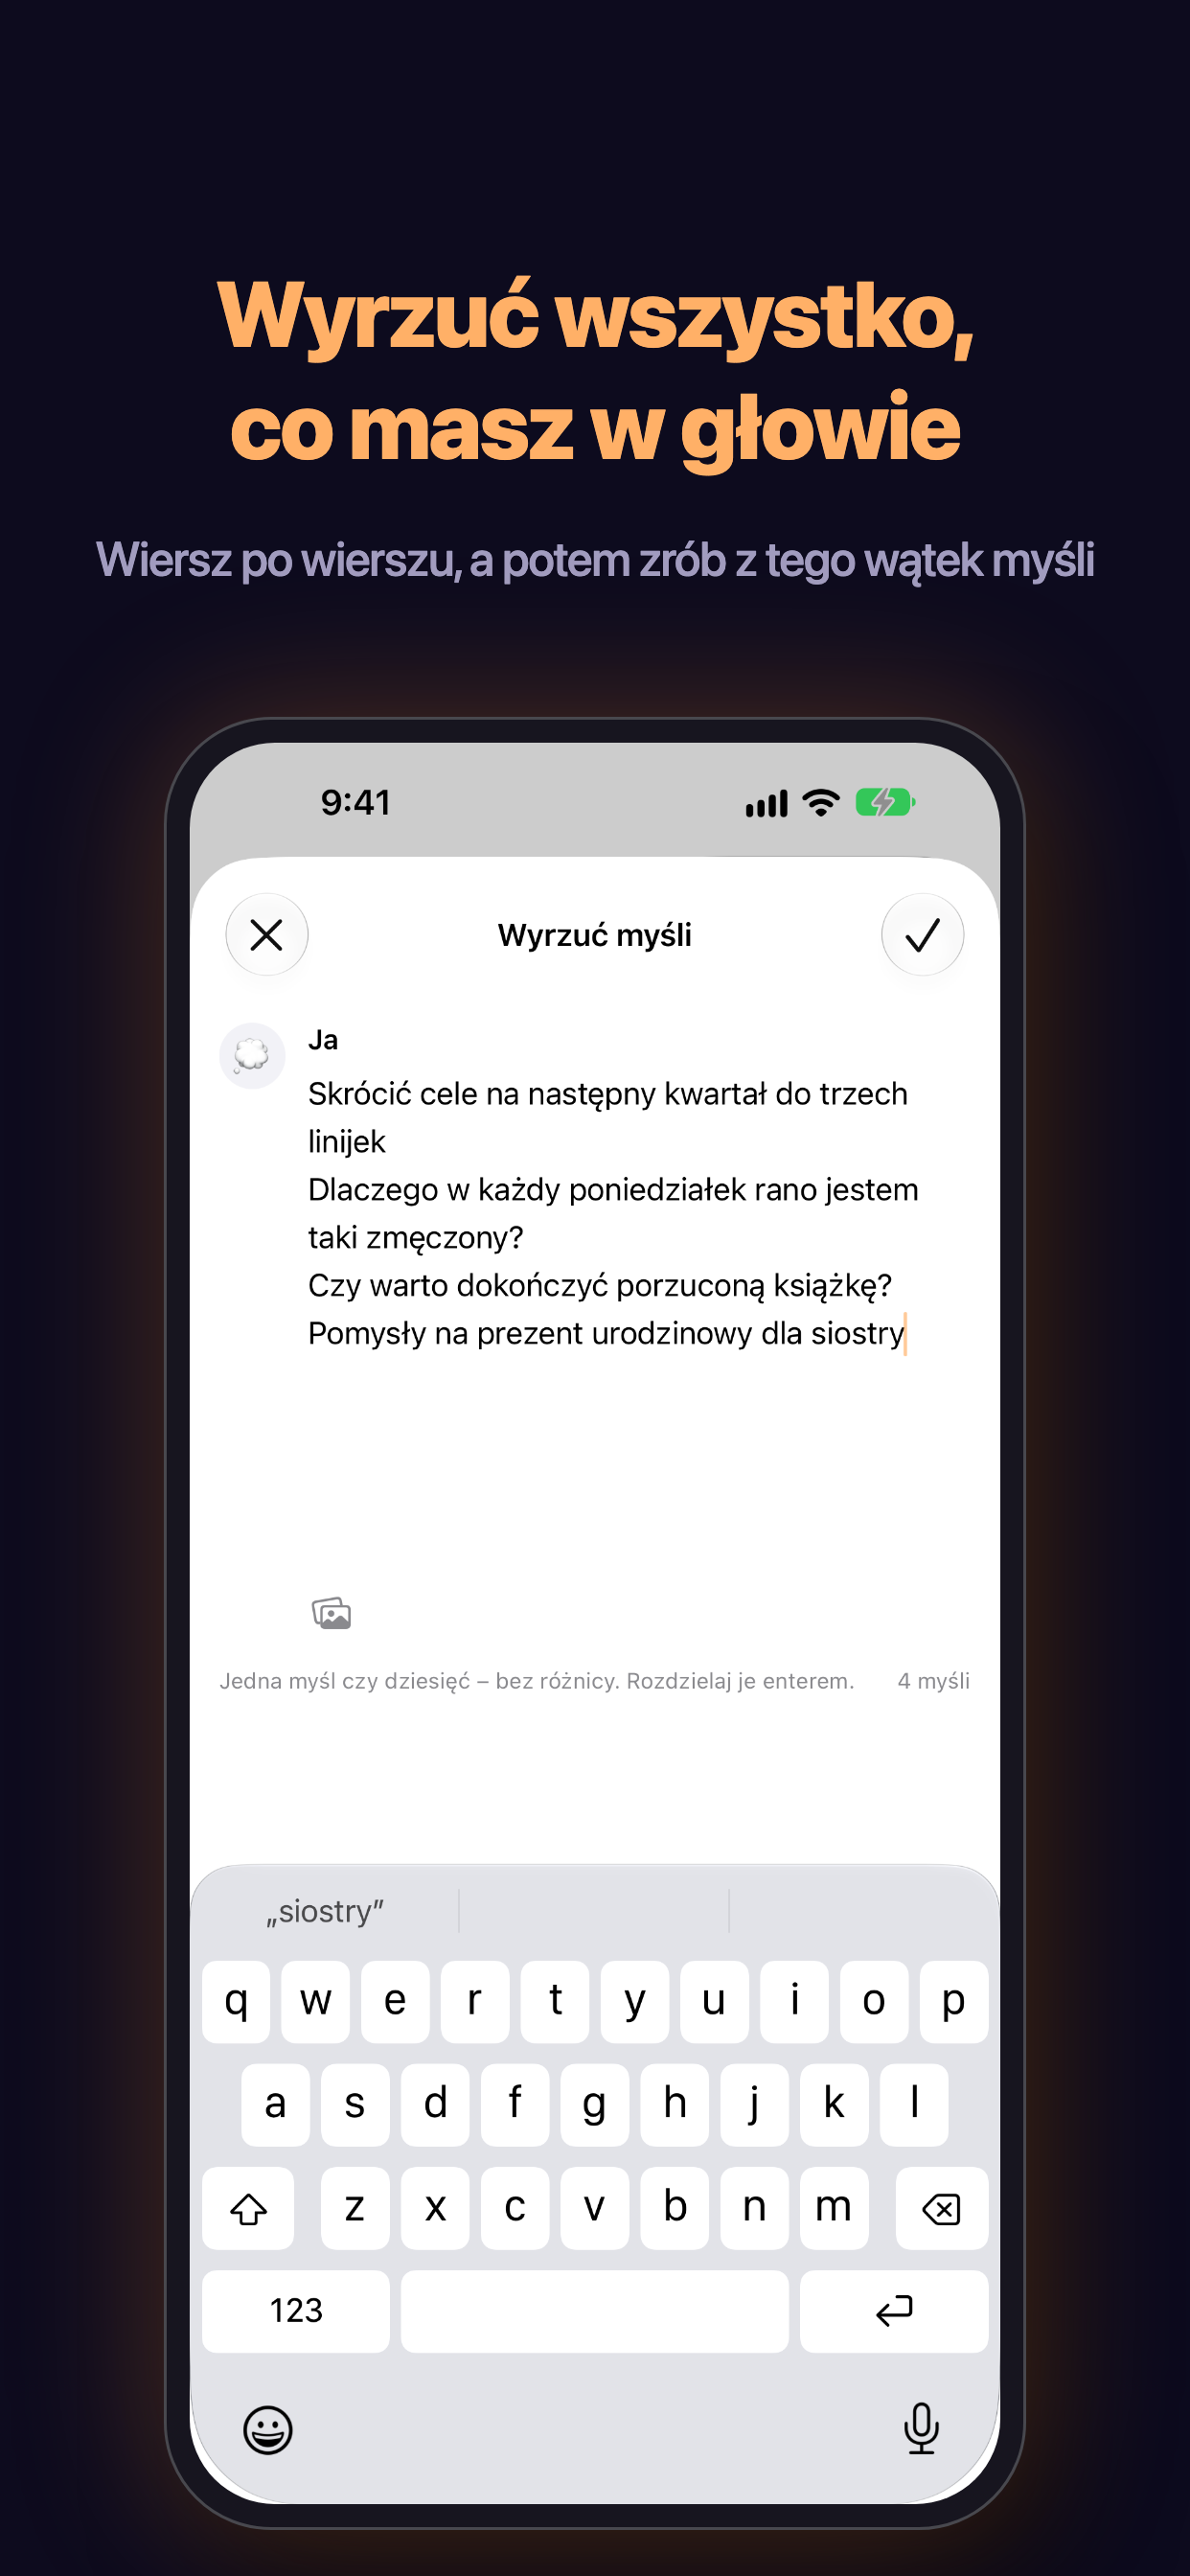 Wyrzuć wszystko,
co masz w głowie
Wiersz po wierszu, a potem zrób z tego wątek myśli
9:41
Wyrzuć myśli
Ja
Skrócić cele na następny kwartał do trzech
linijek
Dlaczego w każdy poniedziałek rano jestem
taki zmęczony?
Czy warto dokończyć porzuconą książkę?
Pomysły na prezent urodzinowy dla siostry
Jedna myśl czy dziesięć – bez różnicy. Rozdzielaj je enterem. 4 myśli
„siostry”
q w e r t y u i o p
a s d f g h j k l
z x c v b n m
123